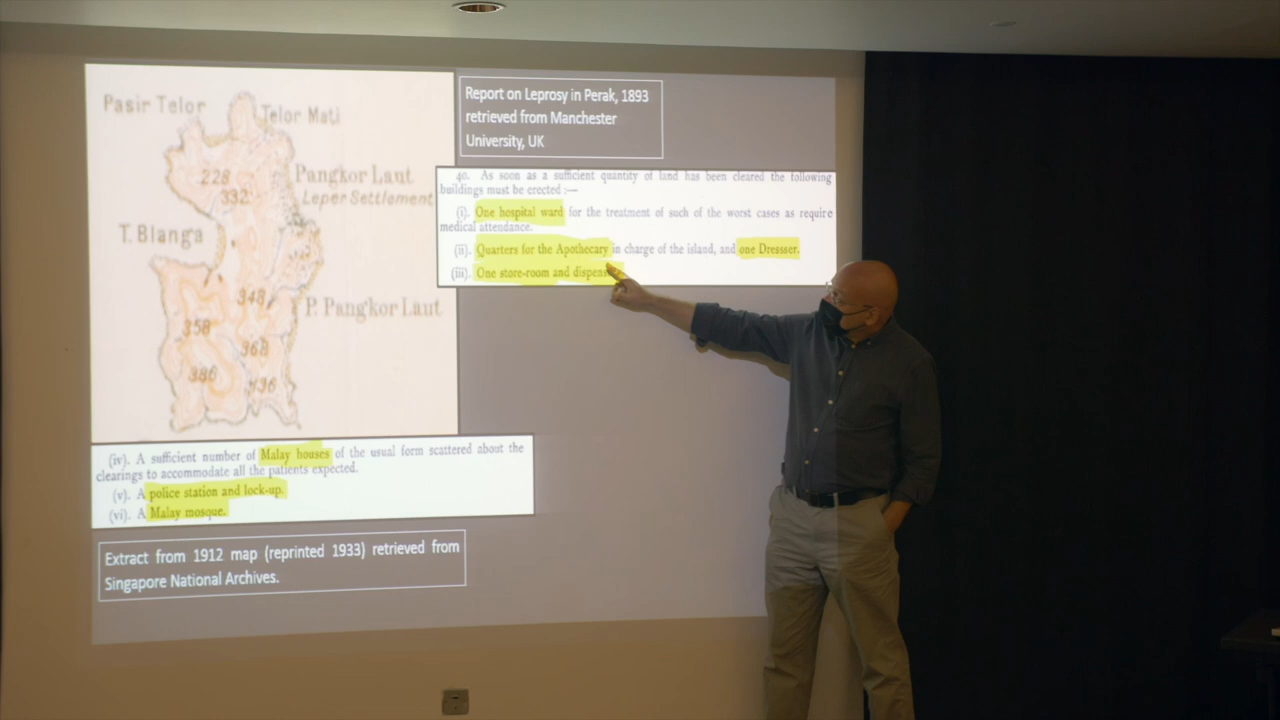 Pasir Telor
Telor Mati
228
332
Pangkor Laut
Leper Settlement
T. Blanga
348
P. Pangkor Laut
358
368
386
436
Report on Leprosy in Perak, 1893
retrieved from Manchester
University, UK
40. As soon as a sufficient quantity of land has been cleared the following
buildings must be erected :—
(i). One hospital ward for the treatment of such of the worst cases as require
medical attendance.
(ii). Quarters for the Apothecary in charge of the island, and one Dressser.
(iii). One store-room and
(iv). A sufficient number of Malay houses of the usual form scattered about the
clearings to accommodate all the patients expected.
(v). A police station and lock-up.
(vi). A Malay mosque.
Extract from 1912 map (reprinted 1933) retrieved from
Singapore National Archives.